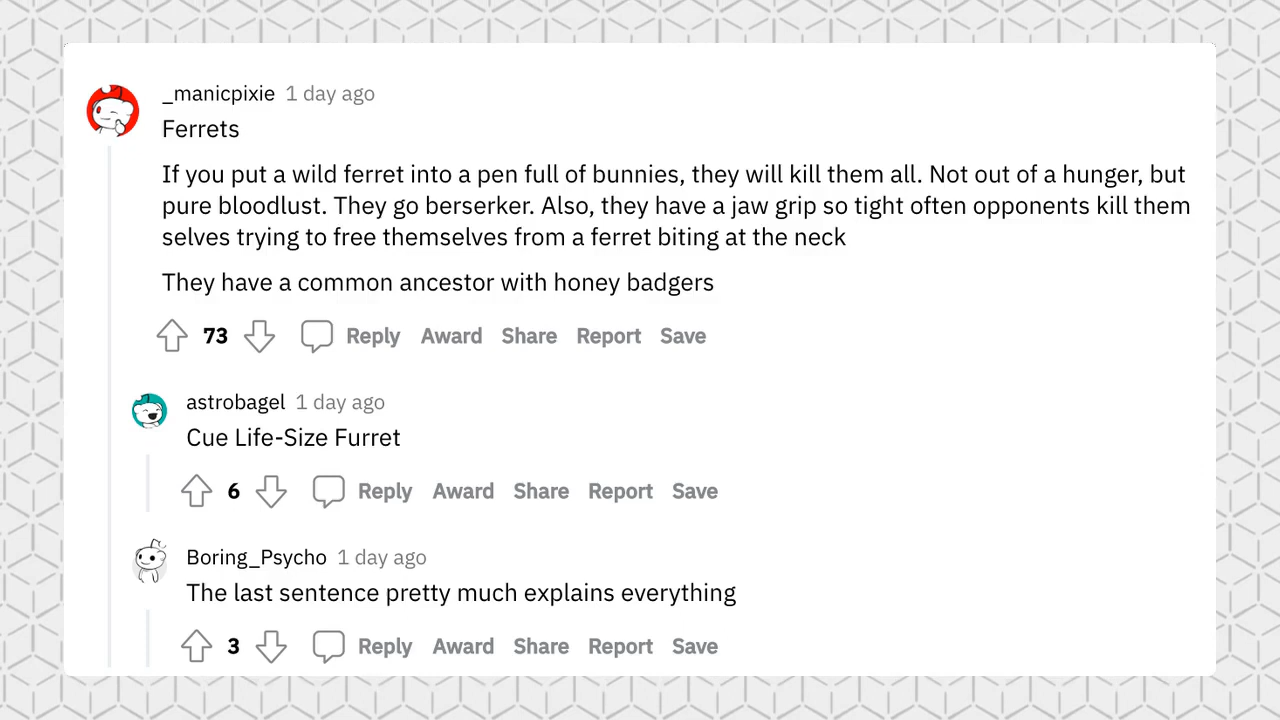 _manicpixie 1 day ago
Ferrets
If you put a wild ferret into a pen full of bunnies, they will kill them all. Not out of a hunger, but
pure bloodlust. They go berserker. Also, they have a jaw grip so tight often opponents kill them
selves trying to free themselves from a ferret biting at the neck
They have a common ancestor with honey badgers
73 Reply Award Share Report Save
astrobagel 1 day ago
Cue Life-Size Furret
6 Reply Award Share Report Save
Boring_Psycho 1 day ago
The last sentence pretty much explains everything
3 Reply Award Share Report Save